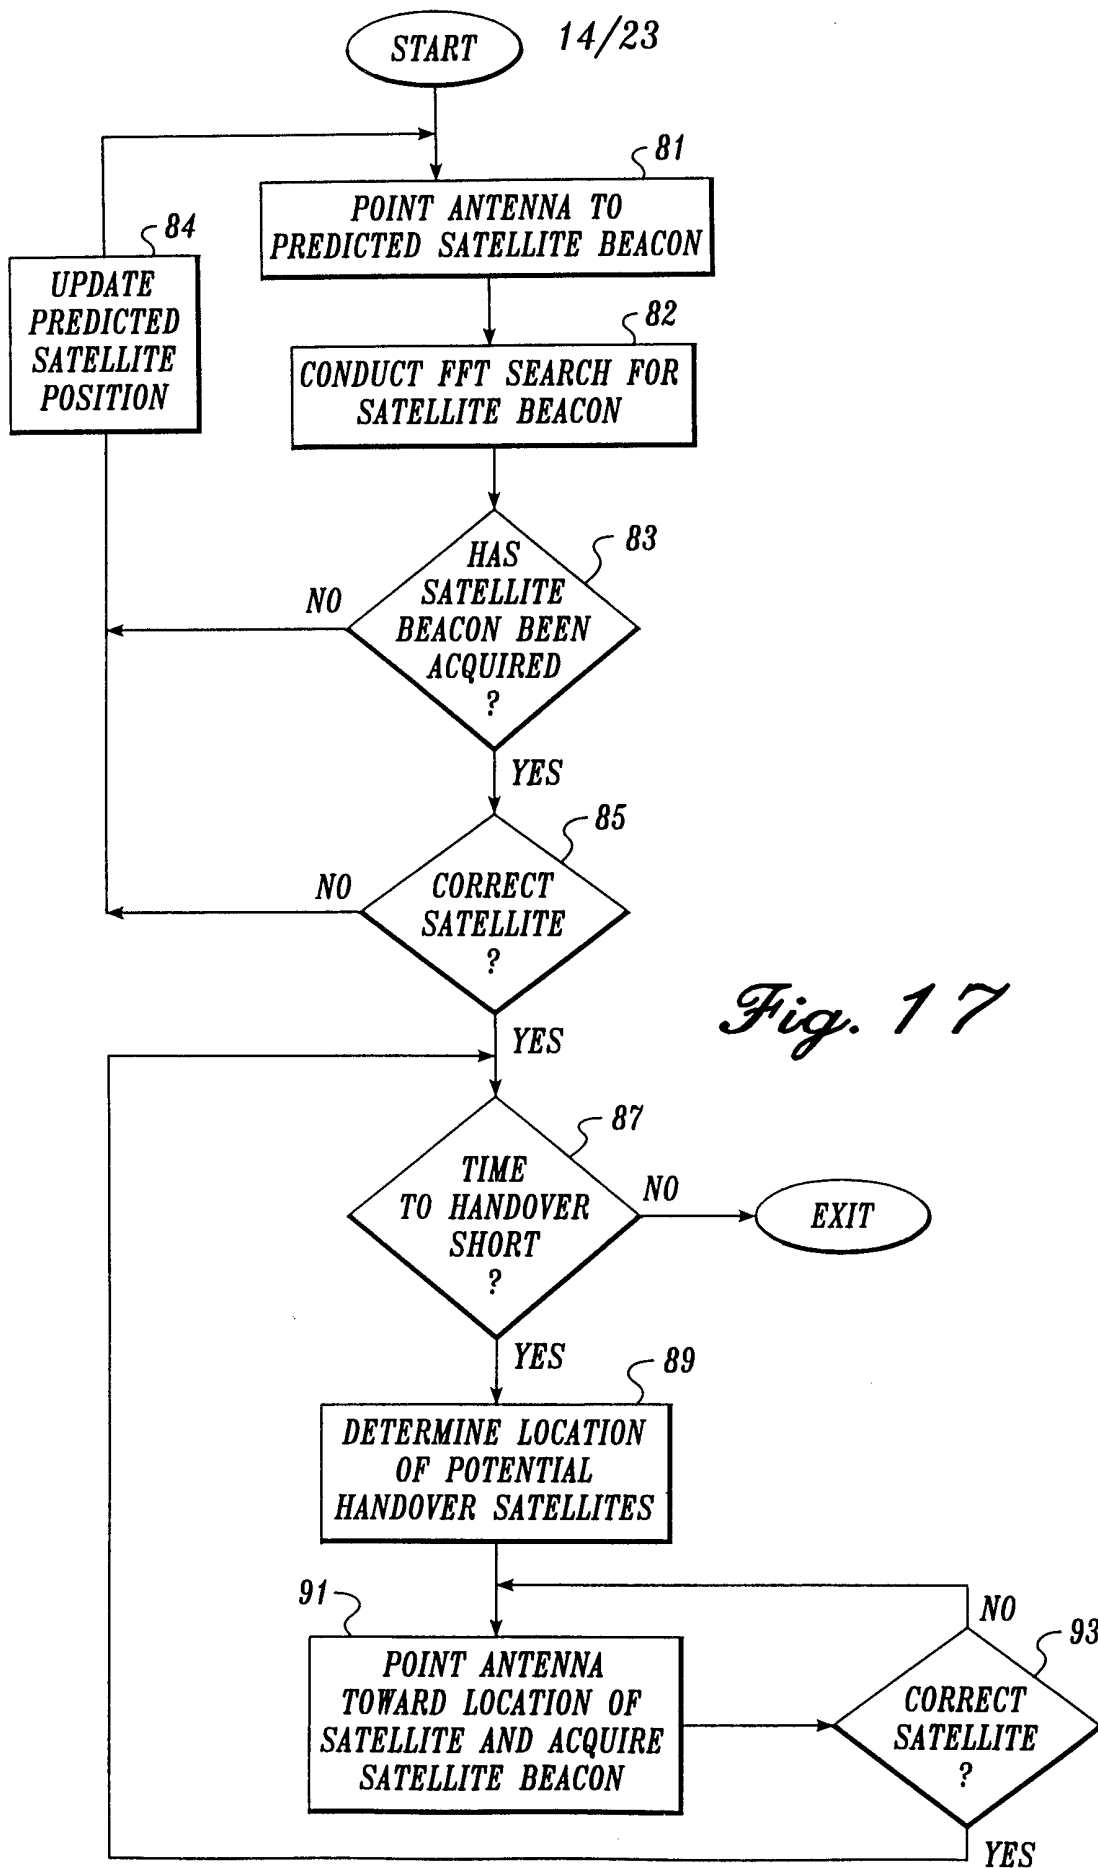 START
14/23
81
POINT ANTENNA TO
PREDICTED SATELLITE BEACON
84
UPDATE
PREDICTED
SATELLITE
POSITION
82
CONDUCT FFT SEARCH FOR
SATELLITE BEACON
83
HAS
SATELLITE
BEACON BEEN
ACQUIRED
?
NO
YES
85
CORRECT
SATELLITE
?
NO
YES
Fig. 17
87
TIME
TO HANDOVER
SHORT
?
NO
EXIT
YES
89
DETERMINE LOCATION
OF POTENTIAL
HANDOVER SATELLITES
91
POINT ANTENNA
TOWARD LOCATION OF
SATELLITE AND ACQUIRE
SATELLITE BEACON
NO
93
CORRECT
SATELLITE
?
YES